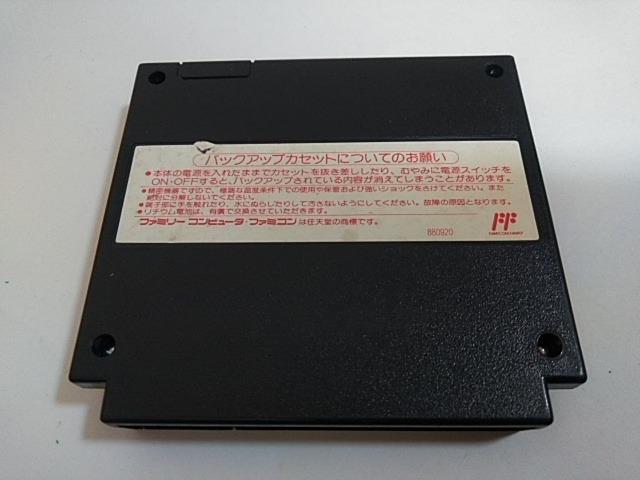 バックアップカセットについてのお願い
●本体の電源を入れたままでカセットを抜き差ししたり、むやみに電源スイッチを
ON・OFFすると、バックアップされている内容が消えてしまうことがあります。
●精密機器ですので、極端な温度条件下での使用や保管および強いショックをさけてください。また
絶対に分解しないでください。
●端子部に手を触れたり、水にぬらしたりして汚さないようにしてください。故障の原因となります。
●リチウム電池は、有償で交換させていただきます。
ファミリー コンピュータ・ファミコンは任天堂の商標です。
880920